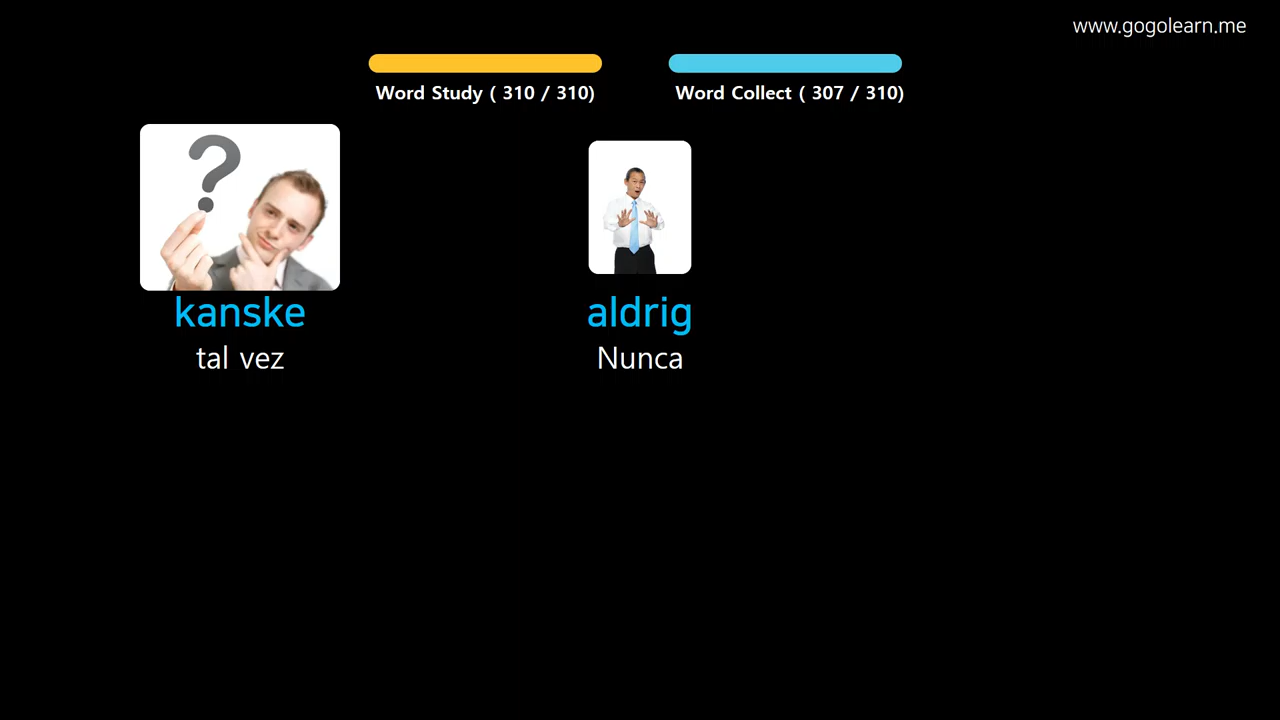 www.gogolearn.me
Word Study ( 310 / 310)
Word Collect ( 307 / 310)
?
kanske
tal vez
aldrig
Nunca